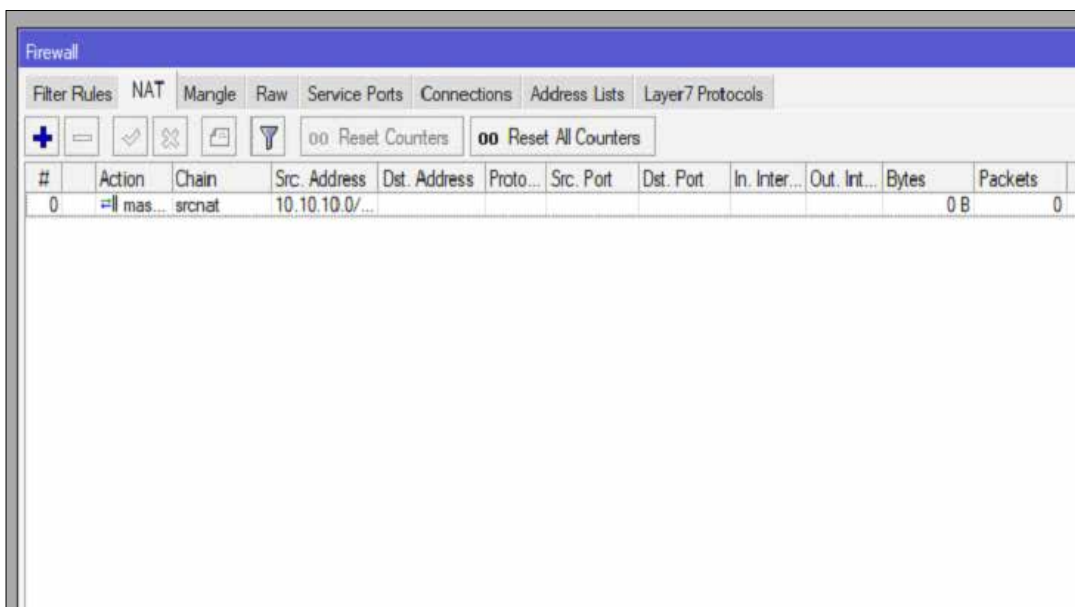 Firewall
Filter Rules NAT Mangle Raw Service Ports Connections Address Lists Layer7 Protocols
00 Reset Counters 00 Reset All Counters
# Action Chain Src. Address Dst. Address Proto... Src. Port Dst. Port In. Inter... Out. Int... Bytes Packets
0 mas... srcnat 10.10.10.0/... 0 B 0